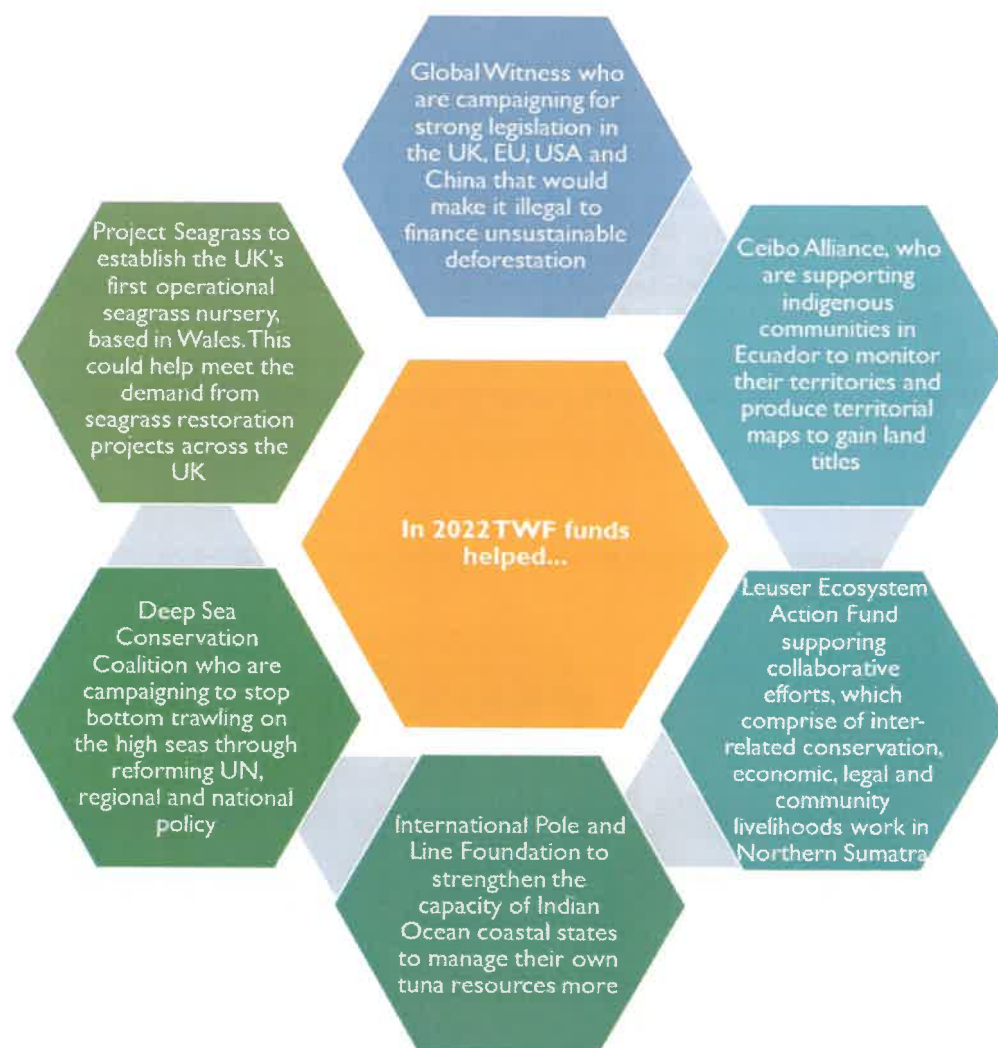 Global Witness who
are campaigning for
strong legislation in
the UK, EU, USA and
China that would
make it illegal to
finance unsustainable
deforestation
Ceibo Alliance, who
are supporting
indigenous
communities in
Ecuador to monitor
their territories and
produce territorial
maps to gain land
titles
Leuser Ecosystem
Action Fund
supporing
collaborative
efforts, which
comprise of inter-
related conservation,
economic, legal and
community
livelihoods work in
Northern Sumatra
International Pole and
Line Foundation to
strengthen the
capacity of Indian
Ocean coastal states
to manage their own
tuna resources more
Deep Sea
Conservation
Coalition who are
campaigning to stop
bottom trawling on
the high seas through
reforming UN,
regional and national
policy
Project Seagrass to
establish the UK's
first operational
seagrass nursery,
based in Wales. This
could help meet the
demand from
seagrass restoration
projects across the
UK
In 2022 TWF funds
helped...